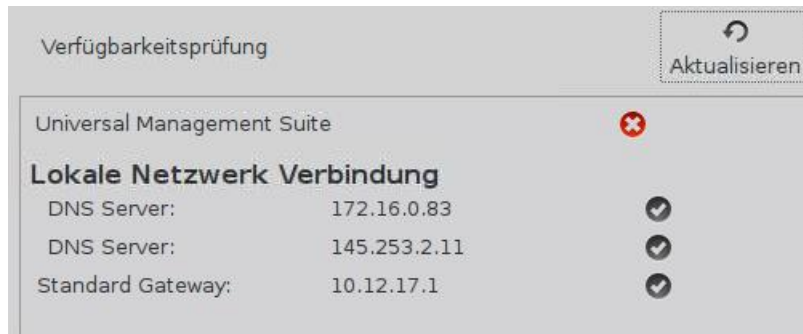 Verfügbarkeitsprüfung
Aktualisieren
Universal Management Suite
Lokale Netzwerk Verbindung
DNS Server: 172.16.0.83
DNS Server: 145.253.2.11
Standard Gateway: 10.12.17.1